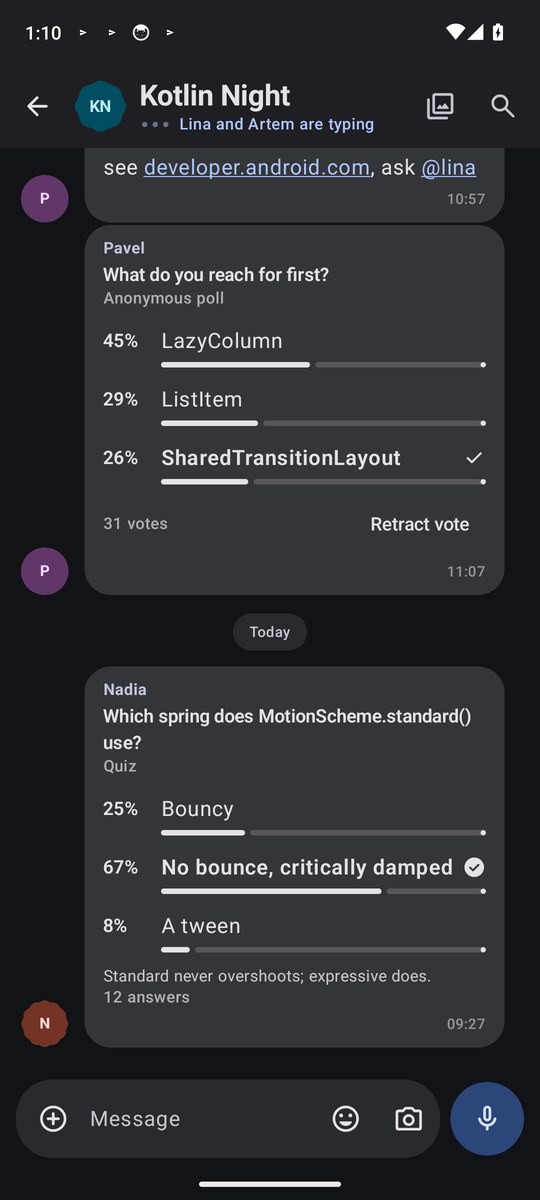 1:10
KN
Kotlin Night
Lina and Artem are typing
see developer.android.com, ask @lina
10:57
P
Pavel
What do you reach for first?
Anonymous poll
45% LazyColumn
29% ListItem
26% SharedTransitionLayout
31 votes Retract vote
11:07
P
Today
Nadia
Which spring does MotionScheme.standard()
use?
Quiz
25% Bouncy
67% No bounce, critically damped
8% A tween
Standard never overshoots; expressive does.
12 answers
09:27
N
Message